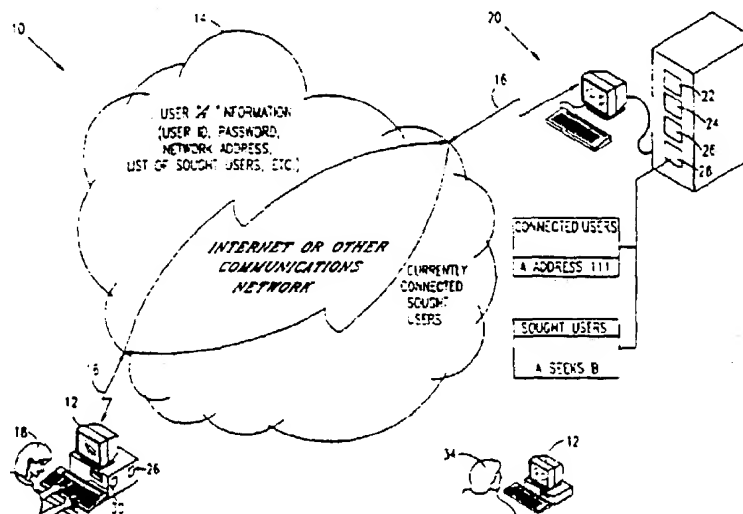 10
14
20
16
22
24
26
28
USER "A" INFORMATION
(USER ID, PASSWORD,
NETWORK ADDRESS,
LIST OF SOUGHT USERS, ETC.)
INTERNET OR OTHER
COMMUNICATIONS
NETWORK
CURRENTLY
CONNECTED
SOUGHT
USERS
CONNECTED USERS
A ADDRESS 111
SOUGHT USERS
A SEEKS B
16
12
18
26
30
34
12